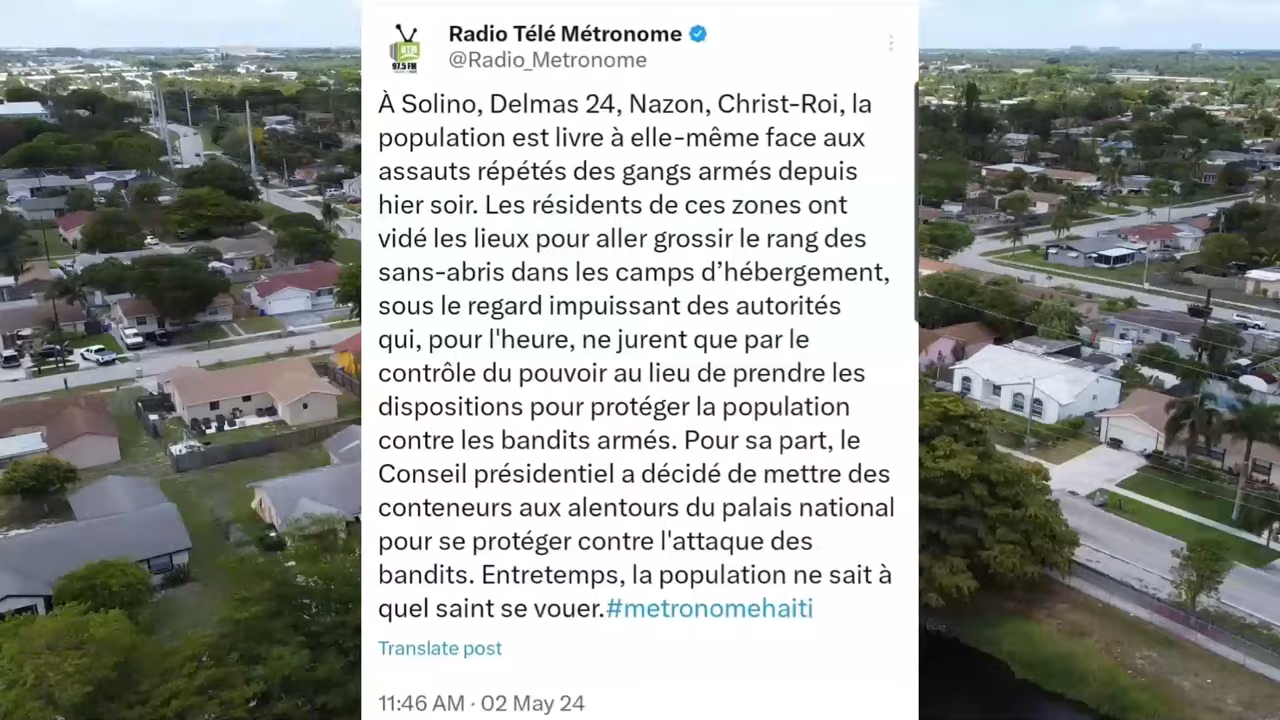 Radio Télé Métronome
@Radio_Metronome
97.5 FM
À Solino, Delmas 24, Nazon, Christ-Roi, la
population est livre à elle-même face aux
assauts répétés des gangs armés depuis
hier soir. Les résidents de ces zones ont
vidé les lieux pour aller grossir le rang des
sans-abris dans les camps d’hébergement,
sous le regard impuissant des autorités
qui, pour l'heure, ne jurent que par le
contrôle du pouvoir au lieu de prendre les
dispositions pour protéger la population
contre les bandits armés. Pour sa part, le
Conseil présidentiel a décidé de mettre des
conteneurs aux alentours du palais national
pour se protéger contre l'attaque des
bandits. Entretemps, la population ne sait à
quel saint se vouer.#metronomehaiti
Translate post
11:46 AM · 02 May 24